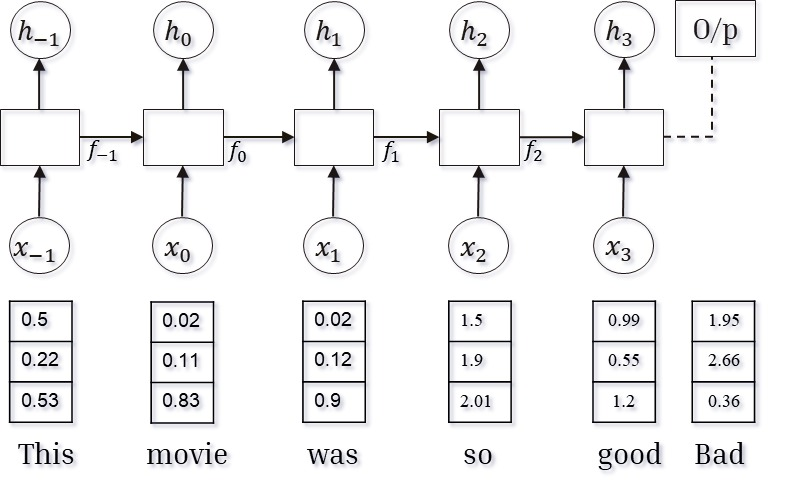 h₋₁ h₀ h₁ h₂ h₃ O/p
f₋₁ f₀ f₁ f₂
x₋₁ x₀ x₁ x₂ x₃
0.5 0.02 0.02 1.5 0.99 1.95
0.22 0.11 0.12 1.9 0.55 2.66
0.53 0.83 0.9 2.01 1.2 0.36
This movie was so good Bad